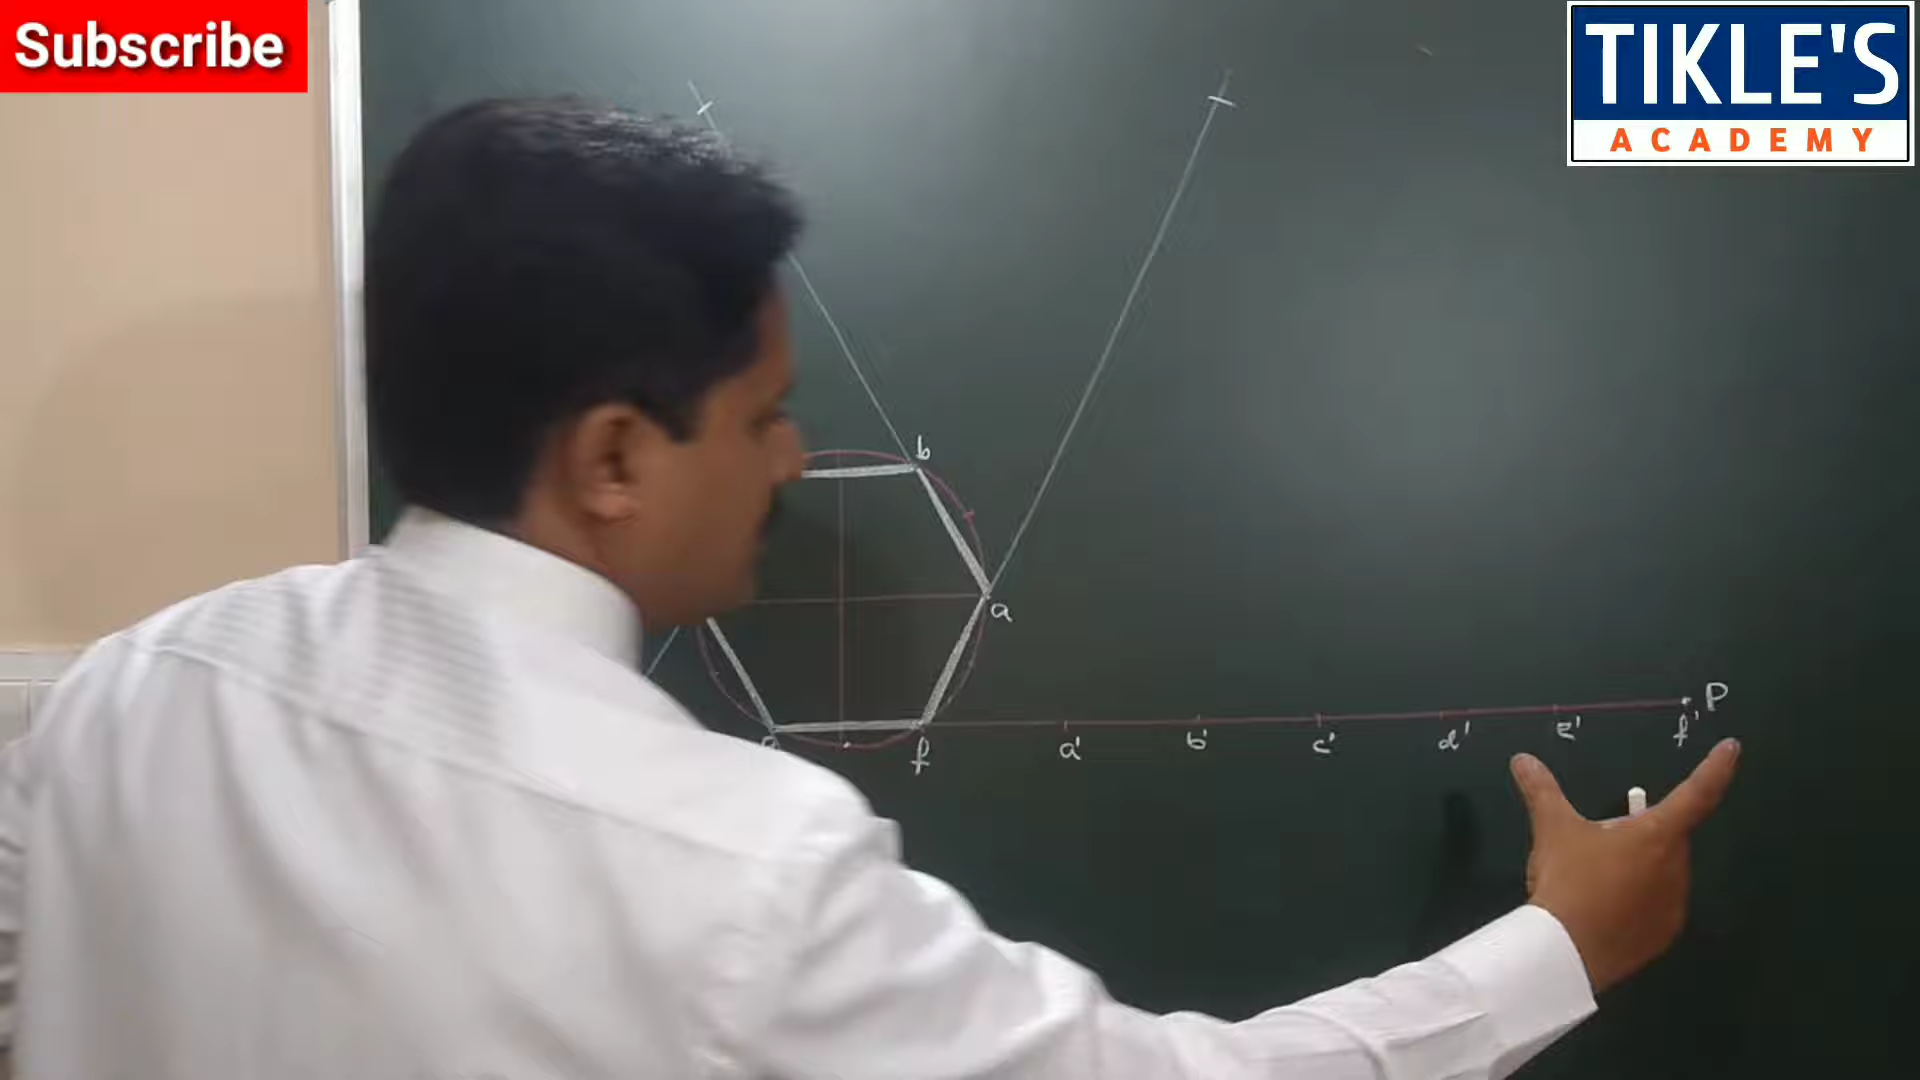 Subscribe
TIKLE'S
ACADEMY
b
a
P
f a' b' c' d' e' f'